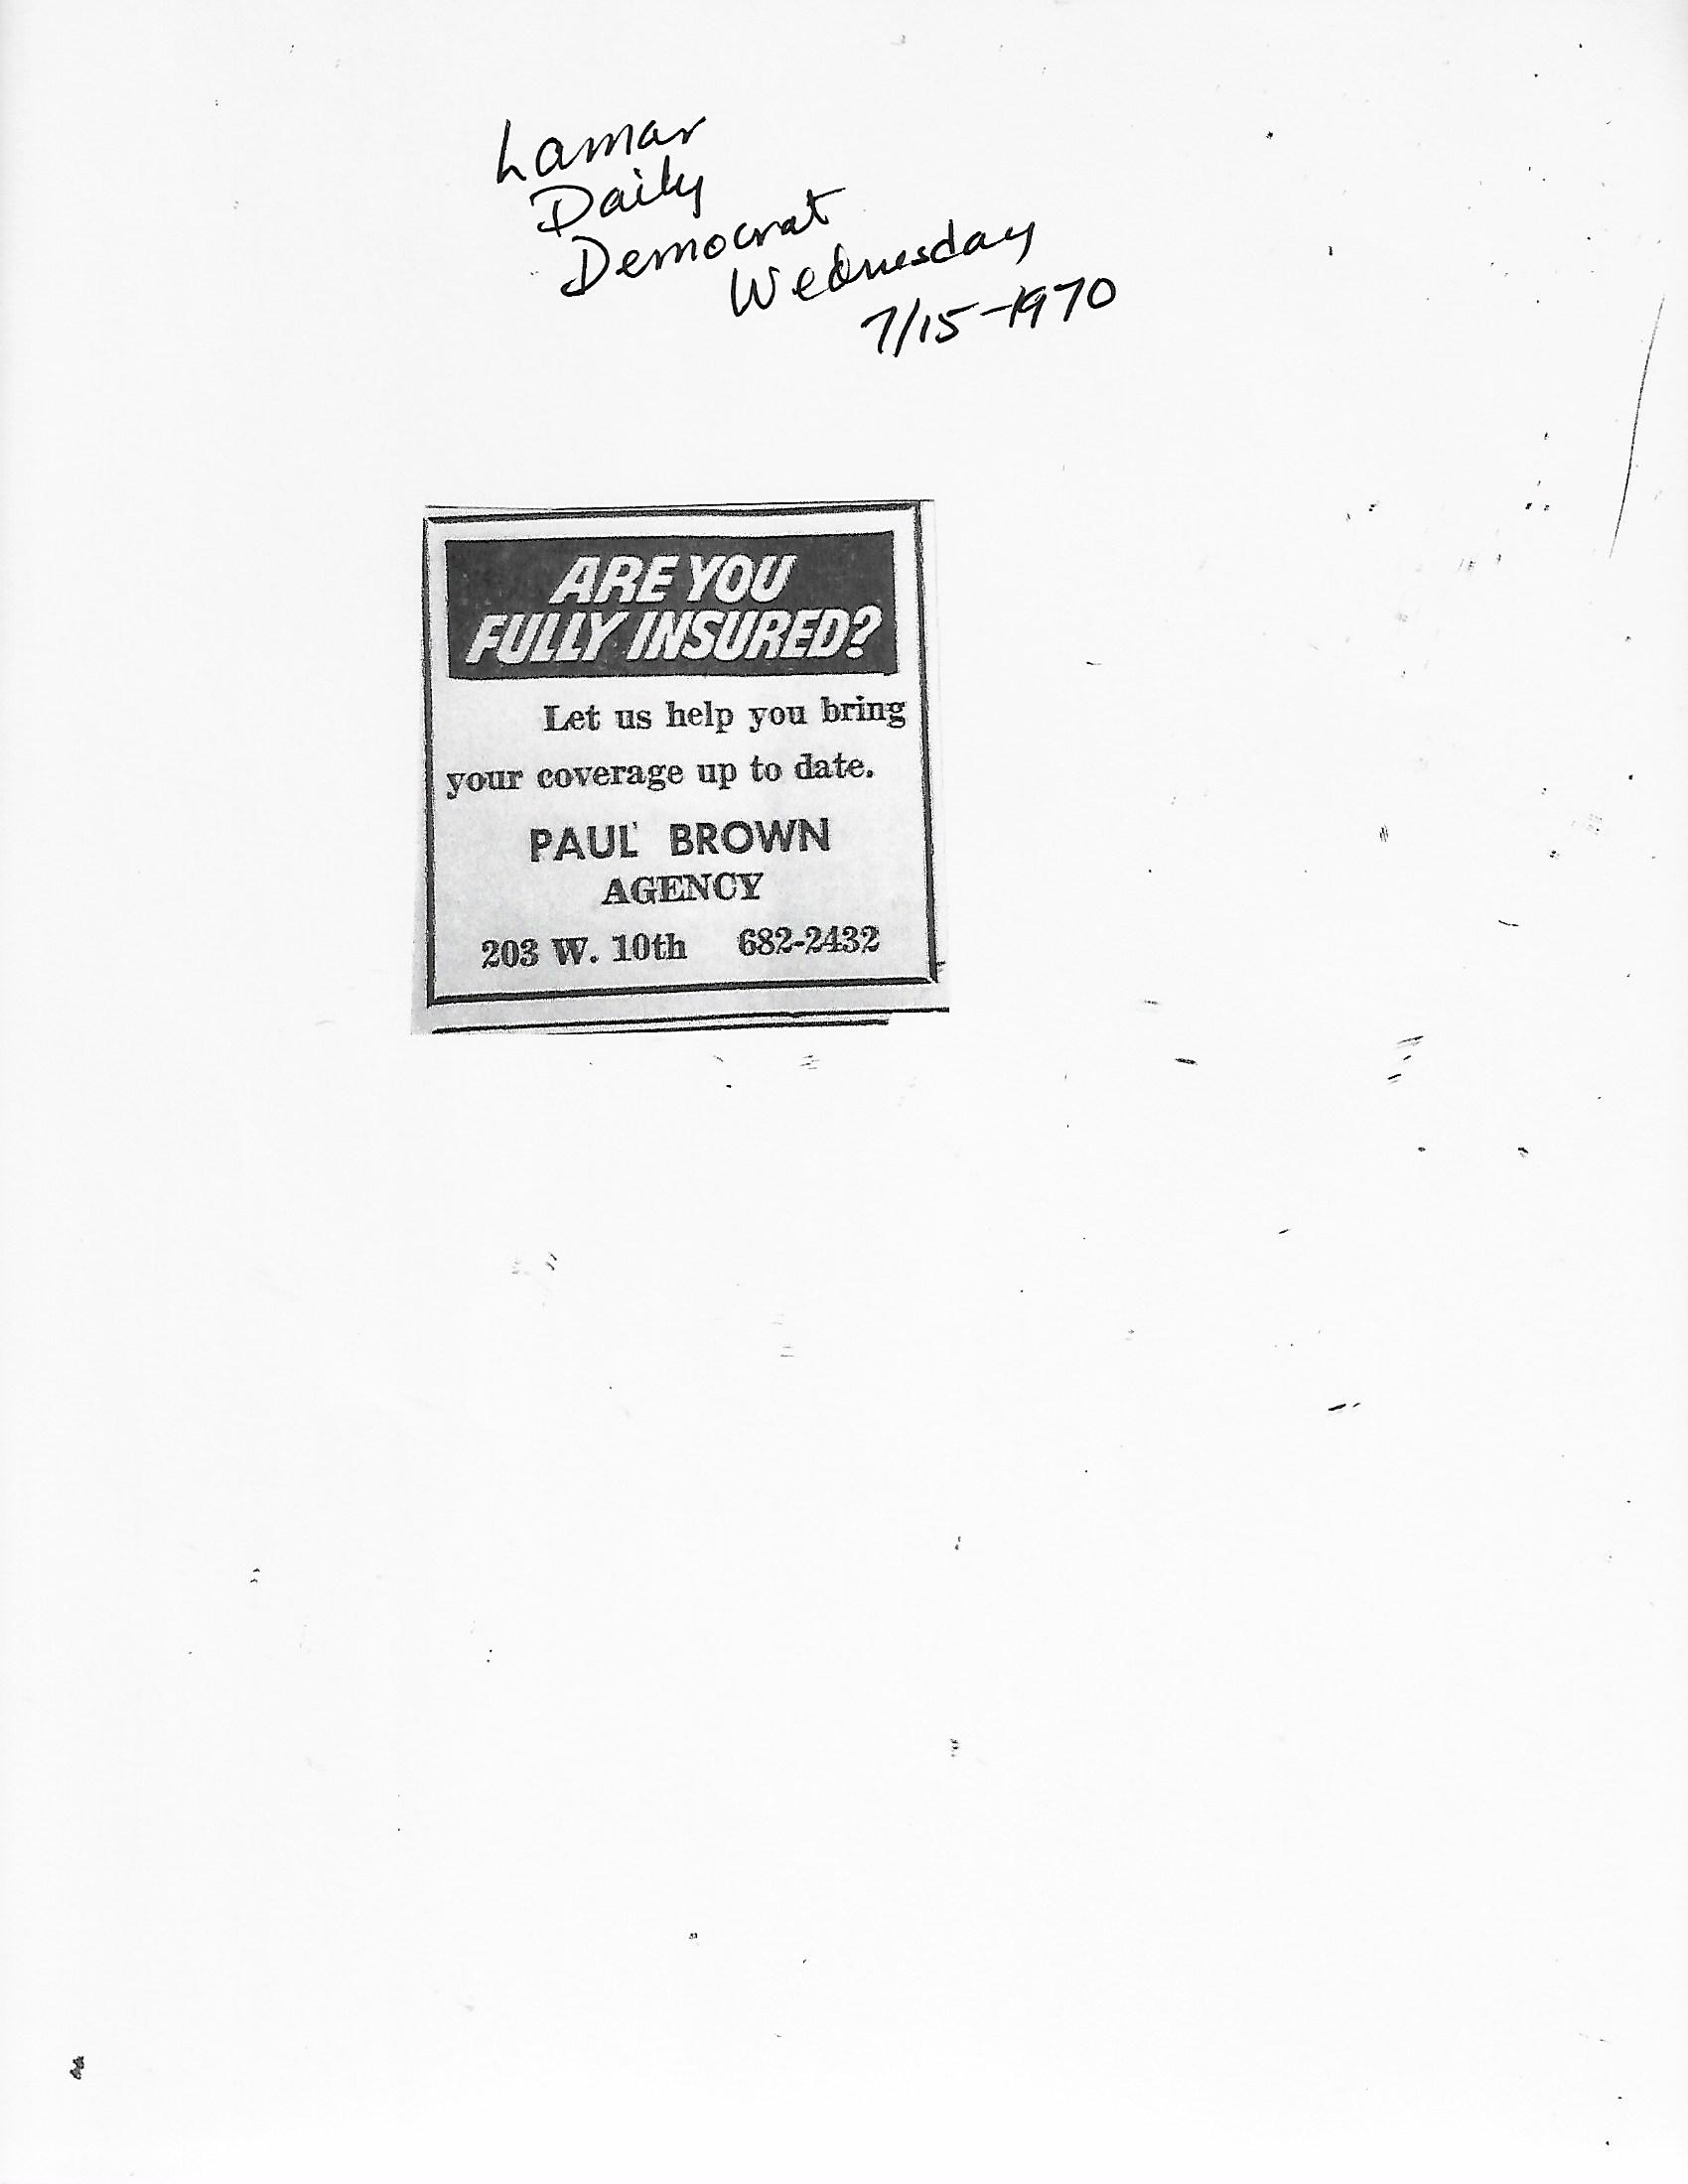 Lamar
Daily
Democrat
Wednesday
7/15-1970
ARE YOU
FULLY INSURED?
Let us help you bring
your coverage up to date.
PAUL BROWN
AGENCY
203 W. 10th 682-2432